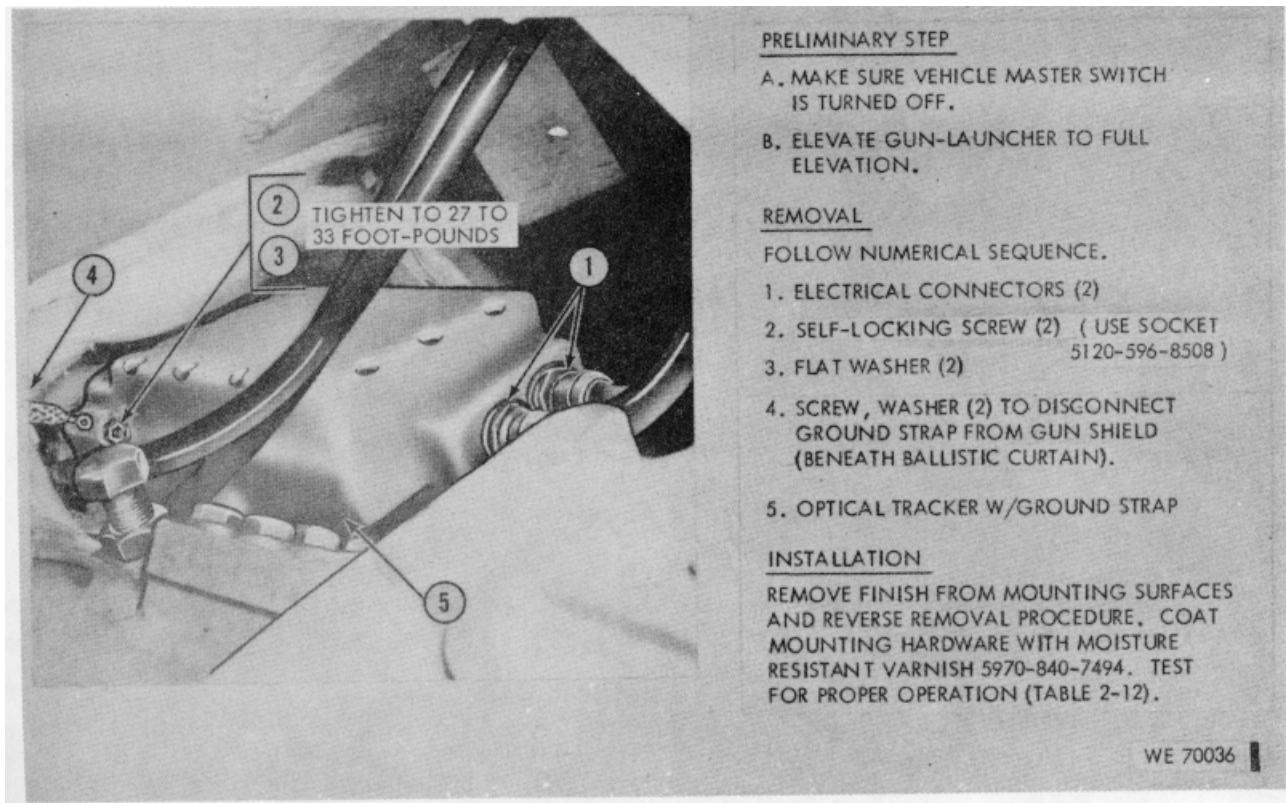 PRELIMINARY STEP
A. MAKE SURE VEHICLE MASTER SWITCH
IS TURNED OFF.
B. ELEVATE GUN-LAUNCHER TO FULL
ELEVATION.
REMOVAL
FOLLOW NUMERICAL SEQUENCE.
1. ELECTRICAL CONNECTORS (2)
2. SELF-LOCKING SCREW (2) ( USE SOCKET
5120-596-8508 )
3. FLAT WASHER (2)
4. SCREW, WASHER (2) TO DISCONNECT
GROUND STRAP FROM GUN SHIELD
(BENEATH BALLISTIC CURTAIN).
5. OPTICAL TRACKER W/GROUND STRAP
INSTALLATION
REMOVE FINISH FROM MOUNTING SURFACES
AND REVERSE REMOVAL PROCEDURE. COAT
MOUNTING HARDWARE WITH MOISTURE
RESISTANT VARNISH 5970-840-7494. TEST
FOR PROPER OPERATION (TABLE 2-12).
WE 70036
2
TIGHTEN TO 27 TO
33 FOOT-POUNDS
3
4
1
5